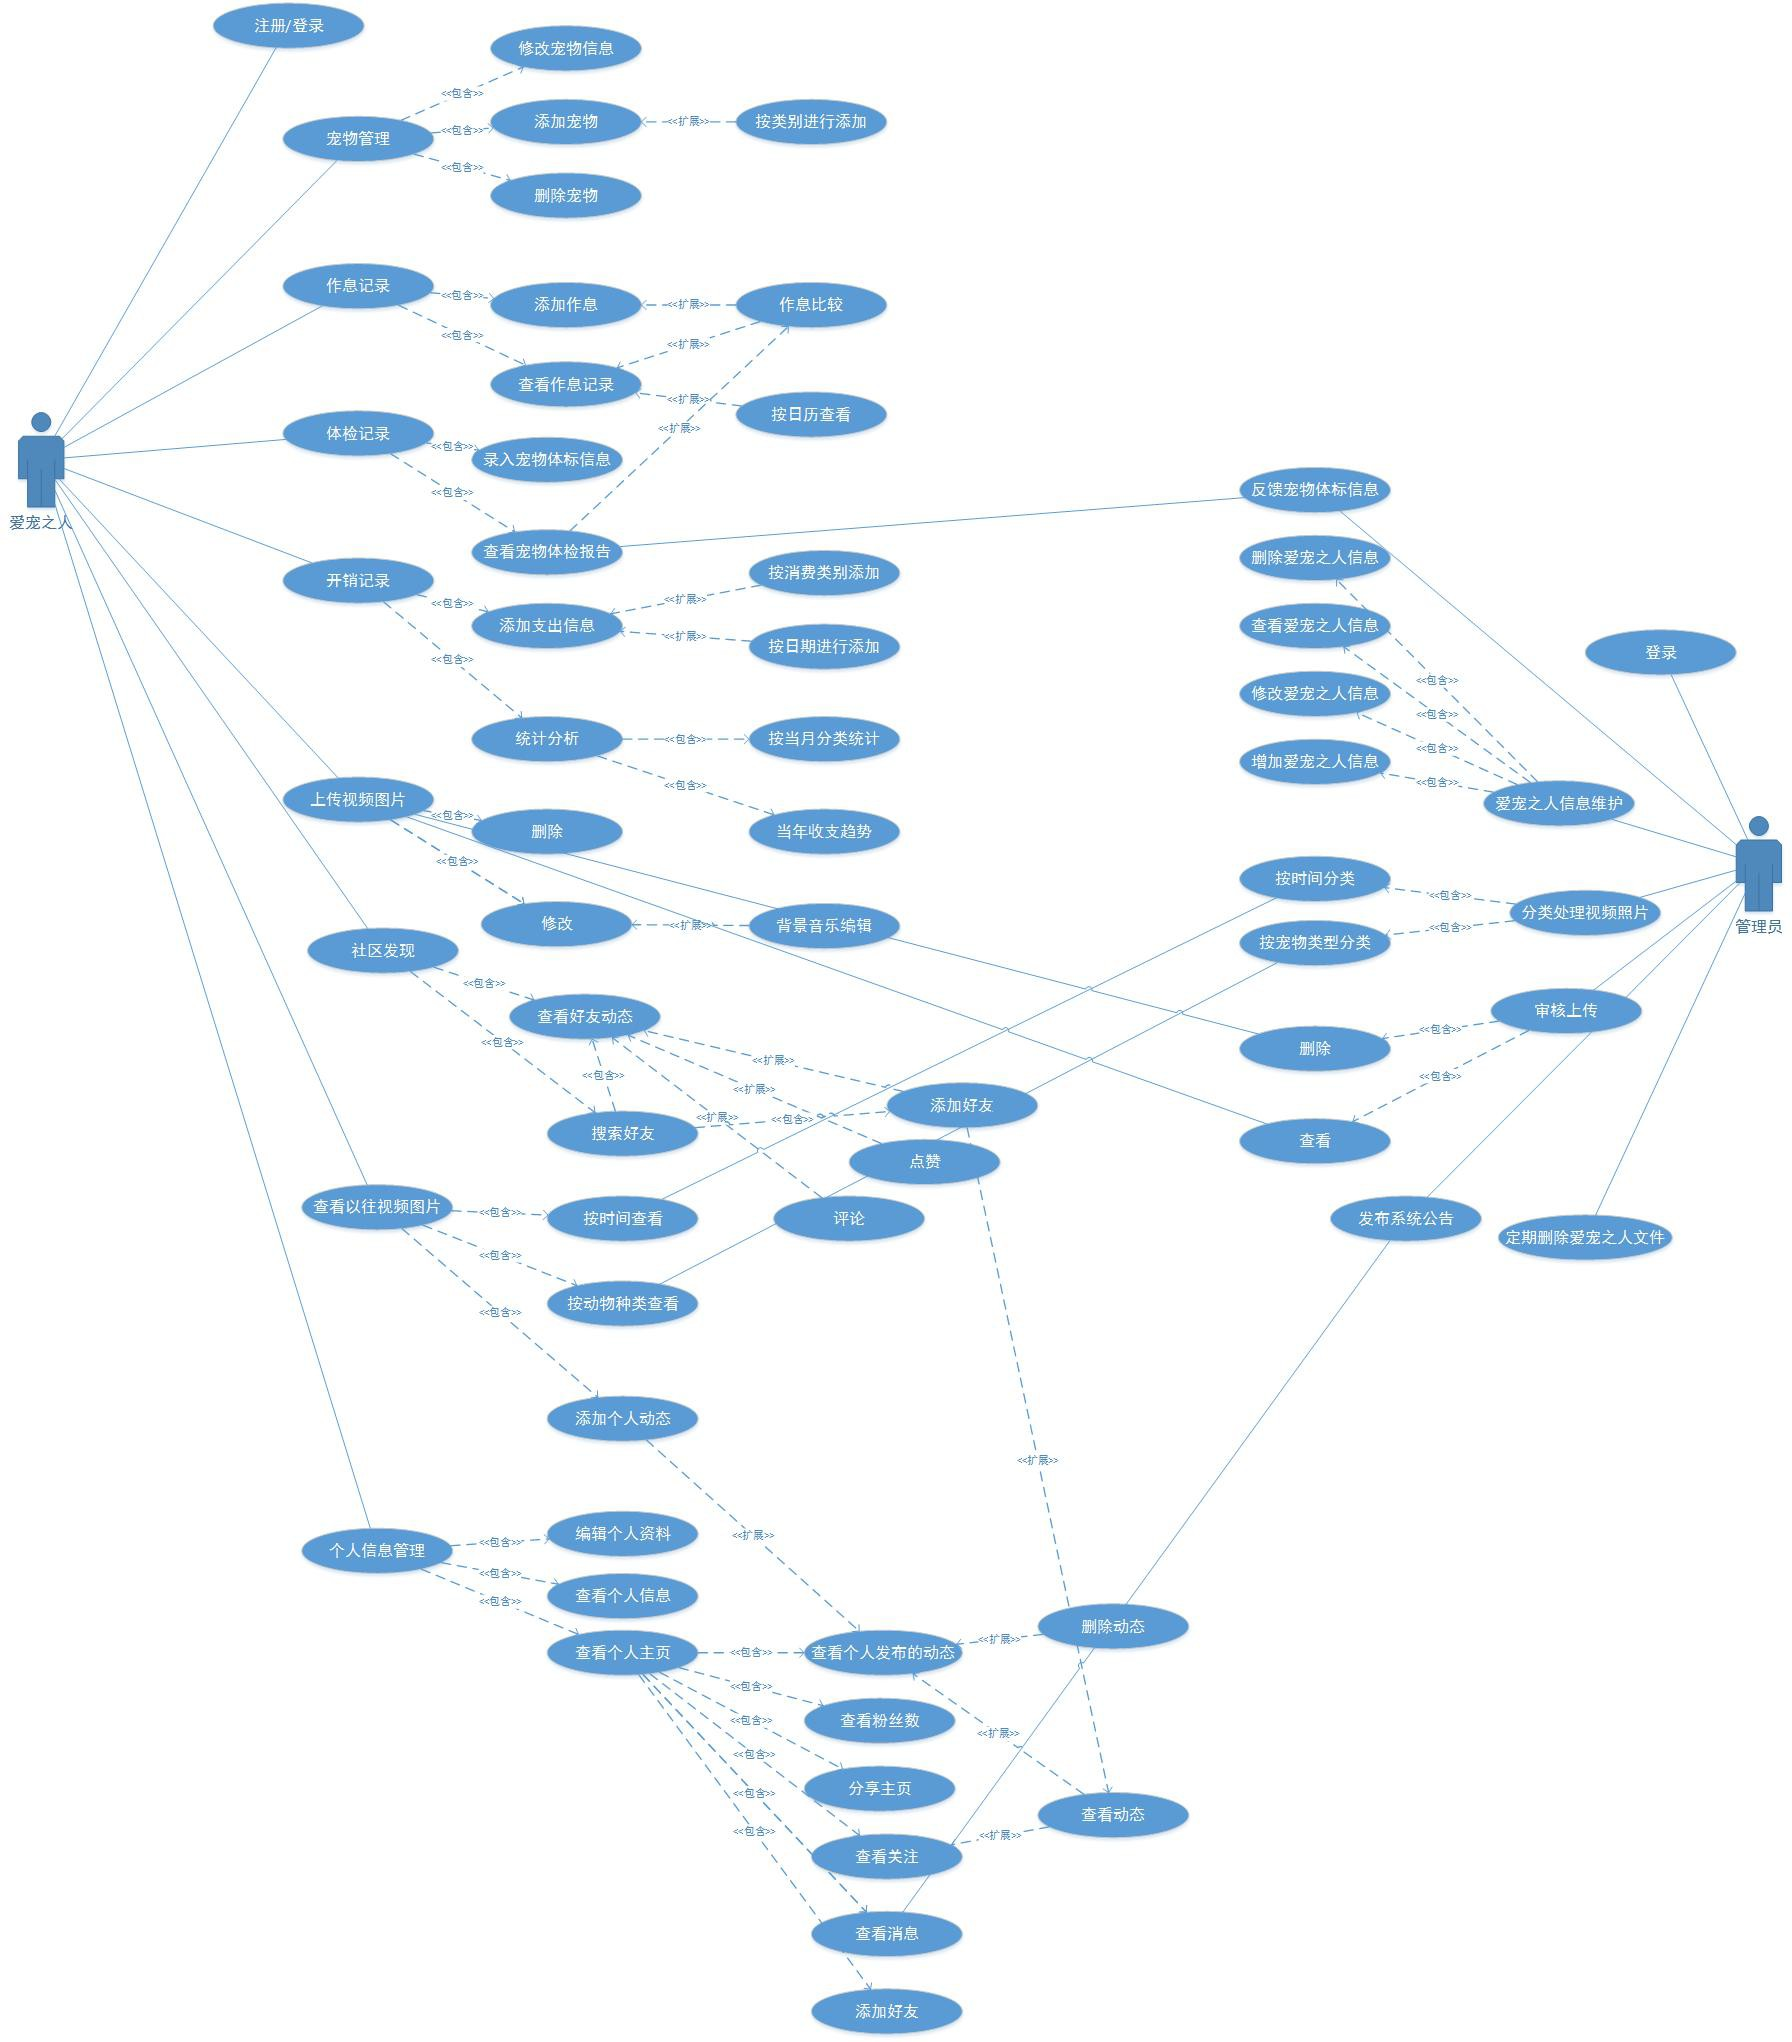 注册/登录
修改宠物信息
<<包含>>
宠物管理
<<包含>>
添加宠物
<<扩展>>
按类别进行添加
<<包含>>
删除宠物
作息记录
<<包含>>
添加作息
<<扩展>>
作息比较
<<包含>>
<<扩展>>
查看作息记录
<<扩展>>
按日历查看
<<扩展>>
体检记录
<<包含>>
录入宠物体标信息
<<包含>>
反馈宠物体标信息
爱宠之人
查看宠物体检报告
删除爱宠之人信息
开销记录
<<包含>>
按消费类别添加
<<扩展>>
添加支出信息
<<扩展>>
按日期进行添加
查看爱宠之人信息
登录
<<包含>>
<<包含>>
修改爱宠之人信息
<<包含>>
统计分析
<<包含>>
按当月分类统计
<<包含>>
增加爱宠之人信息
<<包含>>
<<包含>>
爱宠之人信息维护
上传视频图片
<<包含>>
删除
当年收支趋势
<<包含>>
按时间分类
<<包含>>
分类处理视频照片
修改
<<扩展>>
背景音乐编辑
<<包含>>
管理员
按宠物类型分类
社区发现
<<包含>>
查看好友动态
审核上传
<<包含>>
<<扩展>>
<<包含>>
删除
<<包含>>
<<扩展>>
<<包含>>
添加好友
<<扩展>>
<<包含>>
搜索好友
查看
点赞
查看以往视频图片
<<包含>>
按时间查看
评论
发布系统公告
定期删除爱宠之人文件
<<包含>>
按动物种类查看
<<包含>>
添加个人动态
<<扩展>>
个人信息管理
<<包含>>
编辑个人资料
<<扩展>>
<<包含>>
查看个人信息
<<包含>>
查看个人主页
<<包含>>
查看个人发布的动态
<<扩展>>
删除动态
<<包含>>
查看粉丝数
<<包含>>
<<扩展>>
<<包含>>
分享主页
<<包含>>
查看动态
<<包含>>
查看关注
<<扩展>>
查看消息
添加好友